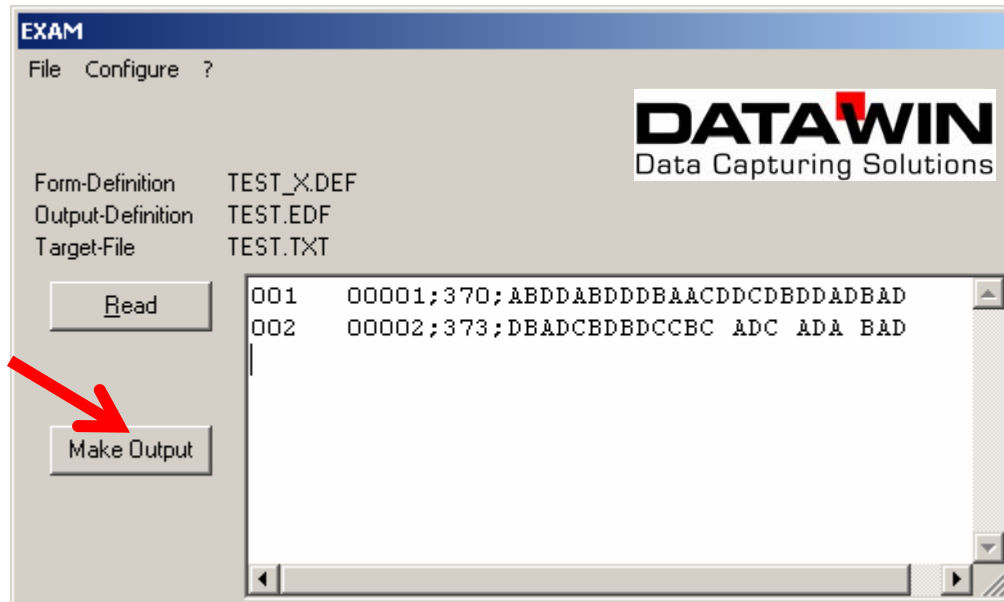 EXAM
File Configure ?
DATAWIN
Data Capturing Solutions
Form-Definition TEST_X.DEF
Output-Definition TEST.EDF
Target-File TEST.TXT
Read
001 00001;370;ABDDABDDDBAACDDCDBDDADBAD
002 00002;373;DBADCBDBDCCBC ADC ADA BAD
Make Output